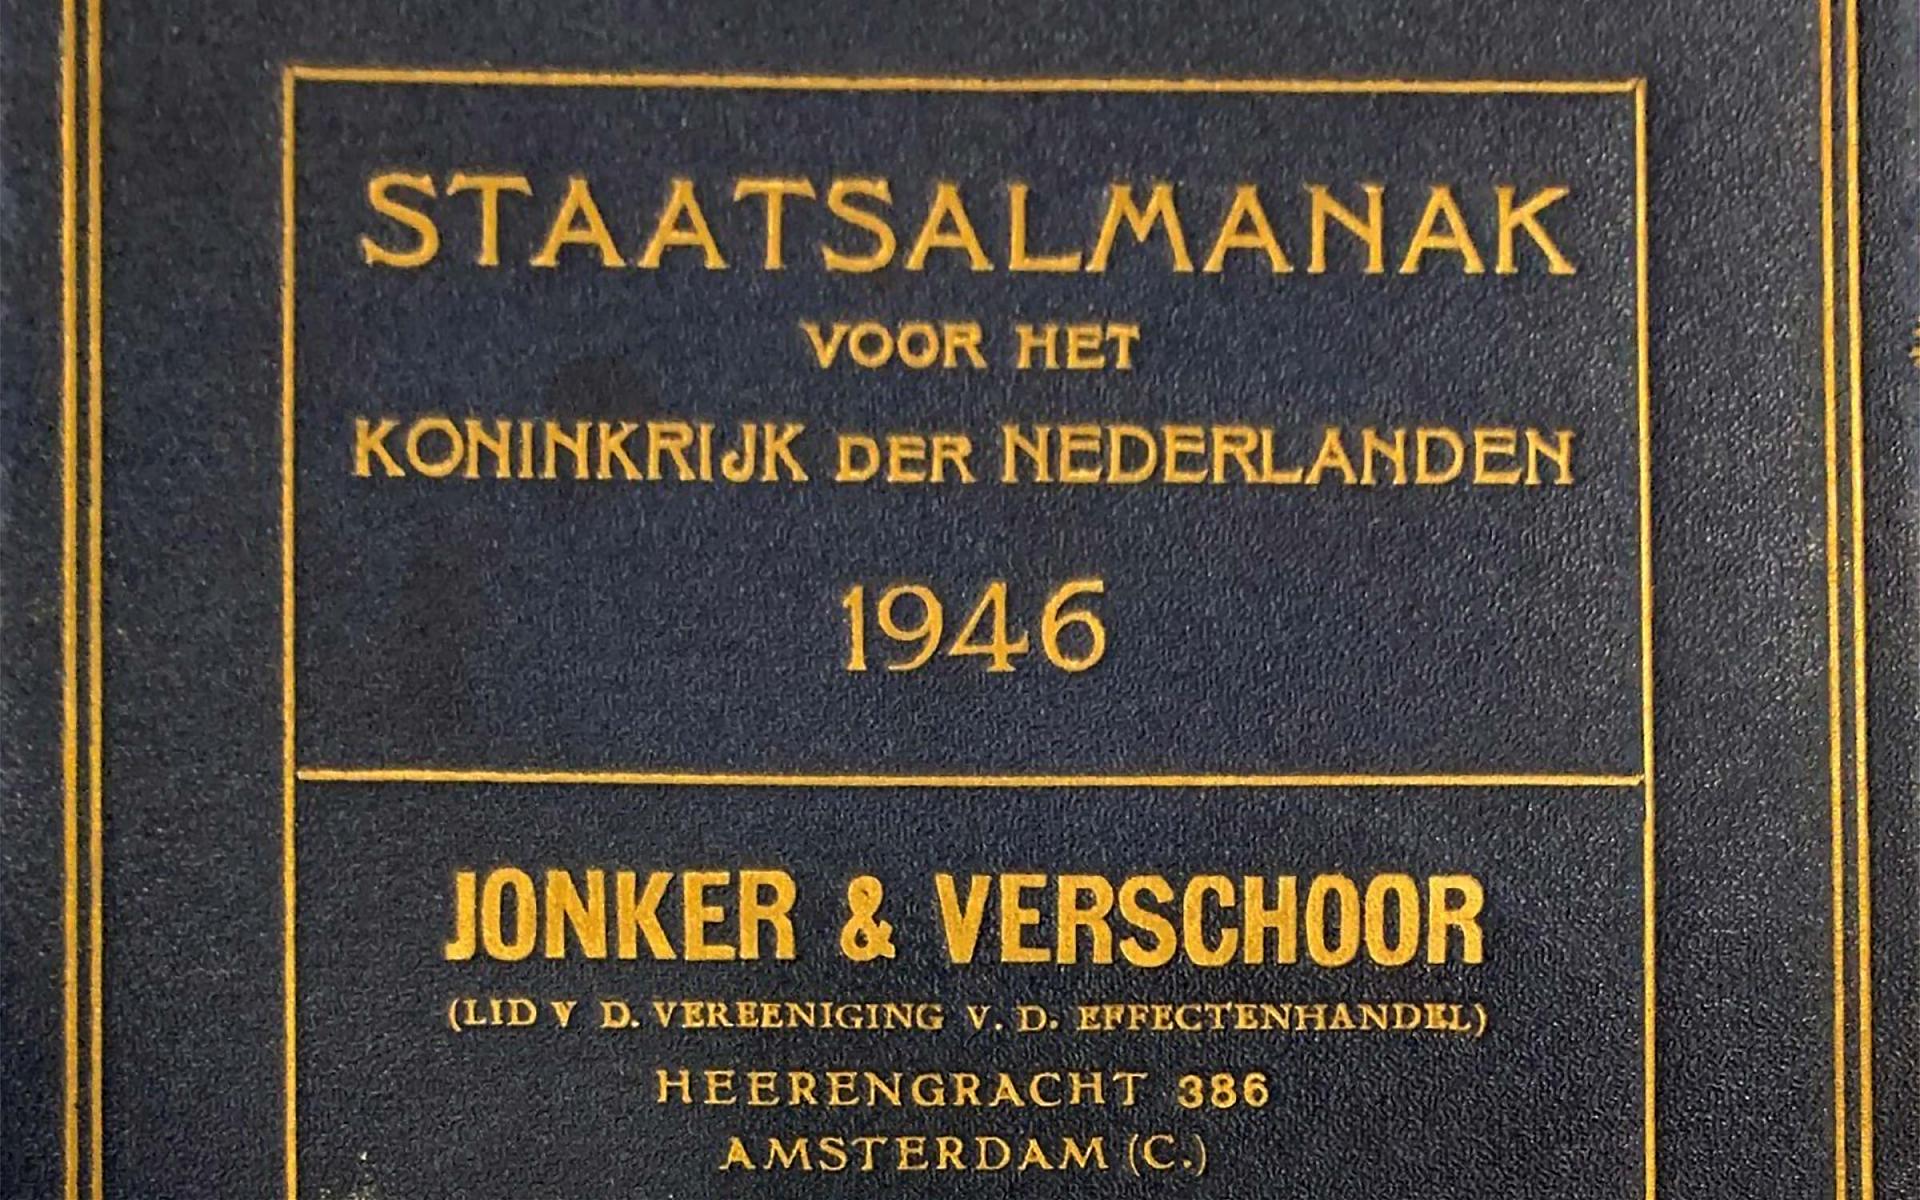 STAATSALMANAK
VOOR HET
KONINKRIJK DER NEDERLANDEN
1946
JONKER & VERSCHOOR
(LID V D. VEREENIGING V. D. EFFECTENHANDEL)
HEERENGRACHT 386
AMSTERDAM (C.)